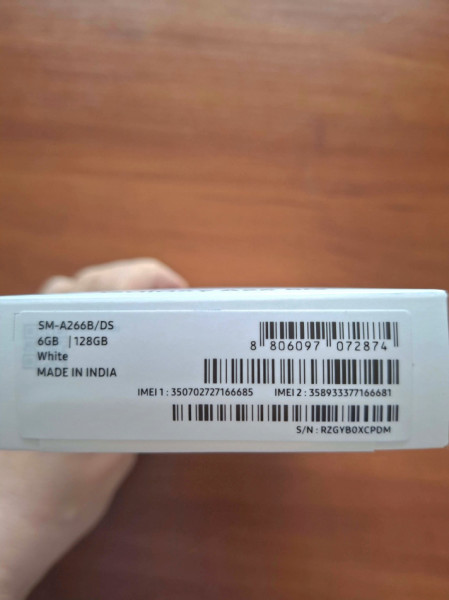 SM-A266B/DS
6GB | 128GB
White
MADE IN INDIA
8 806097 072874
IMEI 1 : 350702727166685 IMEI 2 : 358933377166681
S/N : RZGYB0XCPDM